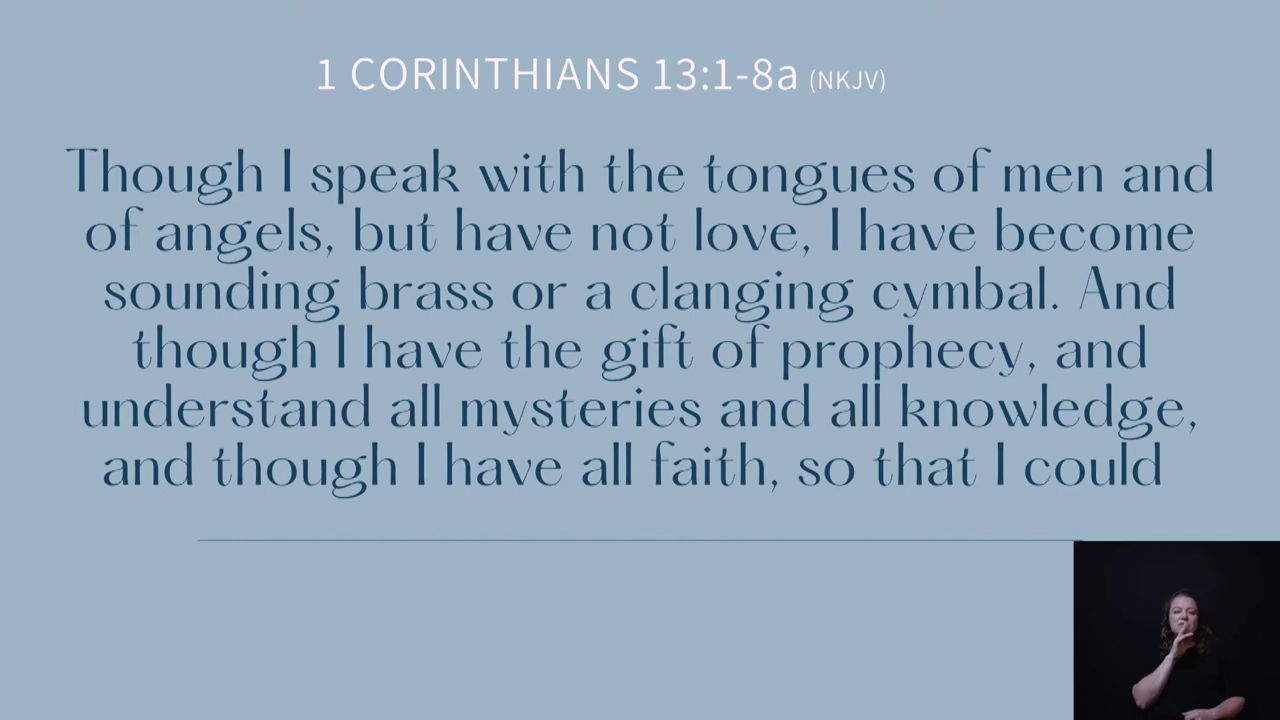 1 CORINTHIANS 13:1-8a (NKJV)
Though I speak with the tongues of men and
of angels, but have not love, I have become
sounding brass or a clanging cymbal. And
though I have the gift of prophecy, and
understand all mysteries and all knowledge,
and though I have all faith, so that I could